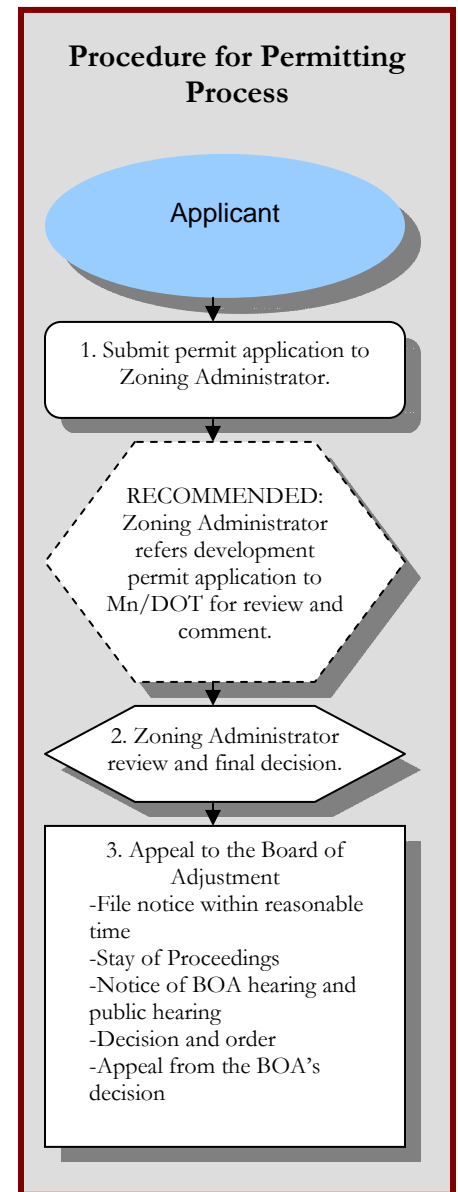 Procedure for Permitting
Process
Applicant
1. Submit permit application to
Zoning Administrator.
RECOMMENDED:
Zoning Administrator
refers development
permit application to
Mn/DOT for review and
comment.
2. Zoning Administrator
review and final decision.
3. Appeal to the Board of
Adjustment
-File notice within reasonable
time
-Stay of Proceedings
-Notice of BOA hearing and
public hearing
-Decision and order
-Appeal from the BOA’s
decision